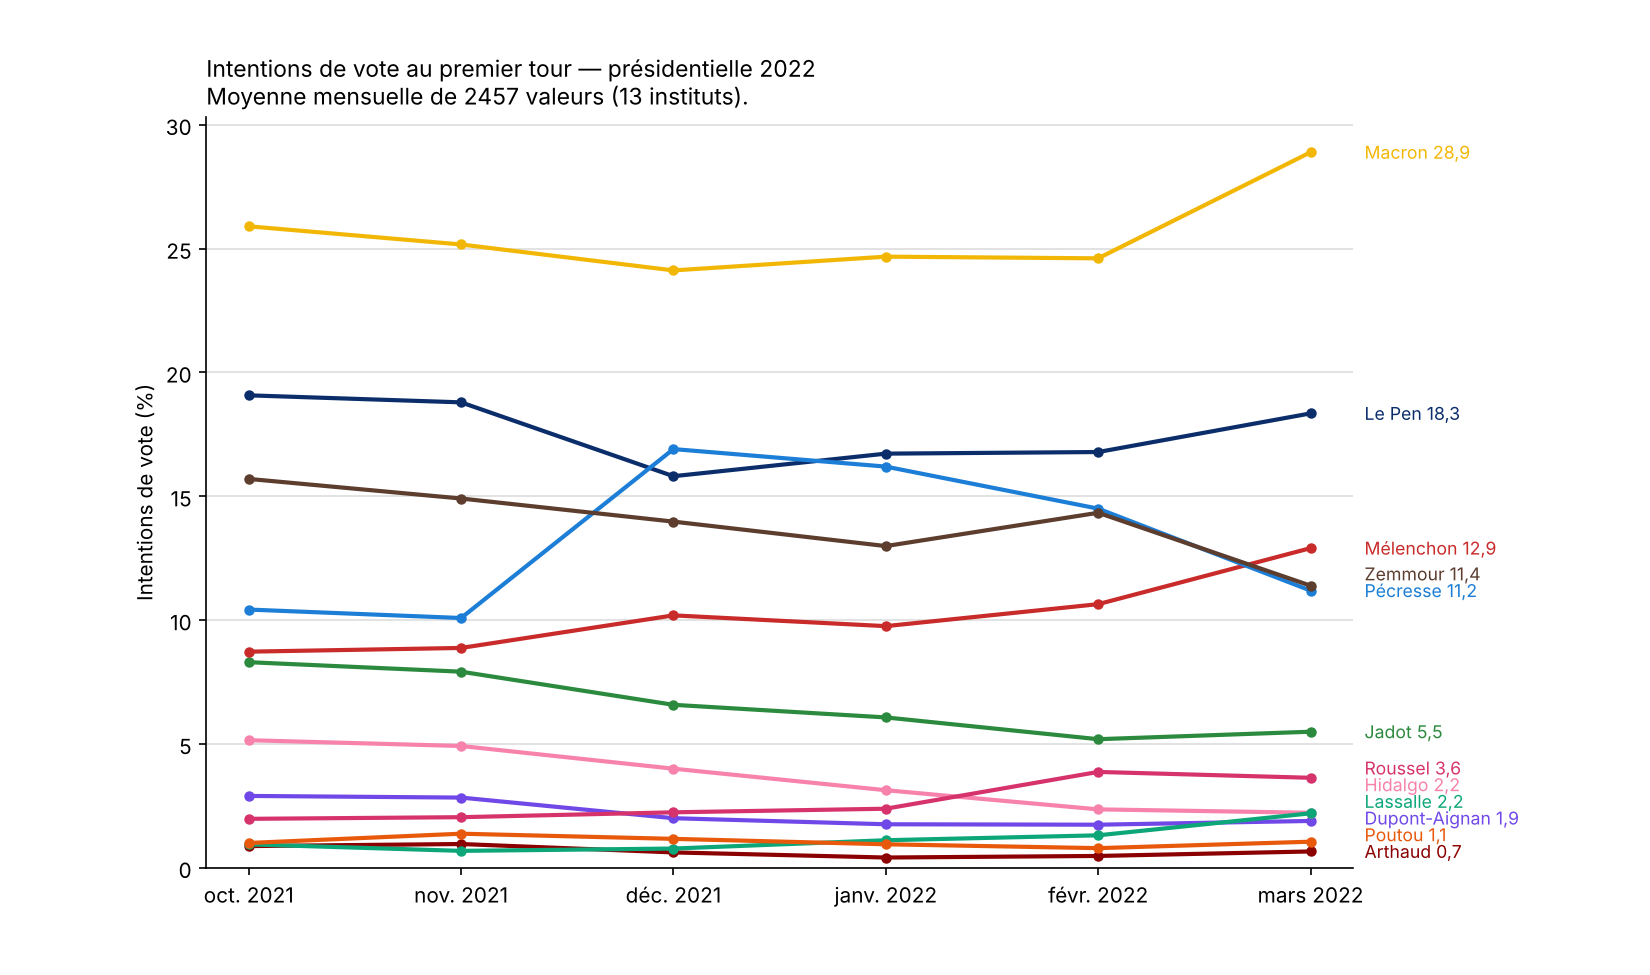 Intentions de vote au premier tour — présidentielle 2022
Moyenne mensuelle de 2457 valeurs (13 instituts).
Intentions de vote (%)
30
25
20
15
10
5
0
oct. 2021
nov. 2021
déc. 2021
janv. 2022
févr. 2022
mars 2022
Macron 28,9
Le Pen 18,3
Mélenchon 12,9
Zemmour 11,4
Pécresse 11,2
Jadot 5,5
Roussel 3,6
Hidalgo 2,2
Lassalle 2,2
Dupont-Aignan 1,9
Poutou 1,1
Arthaud 0,7